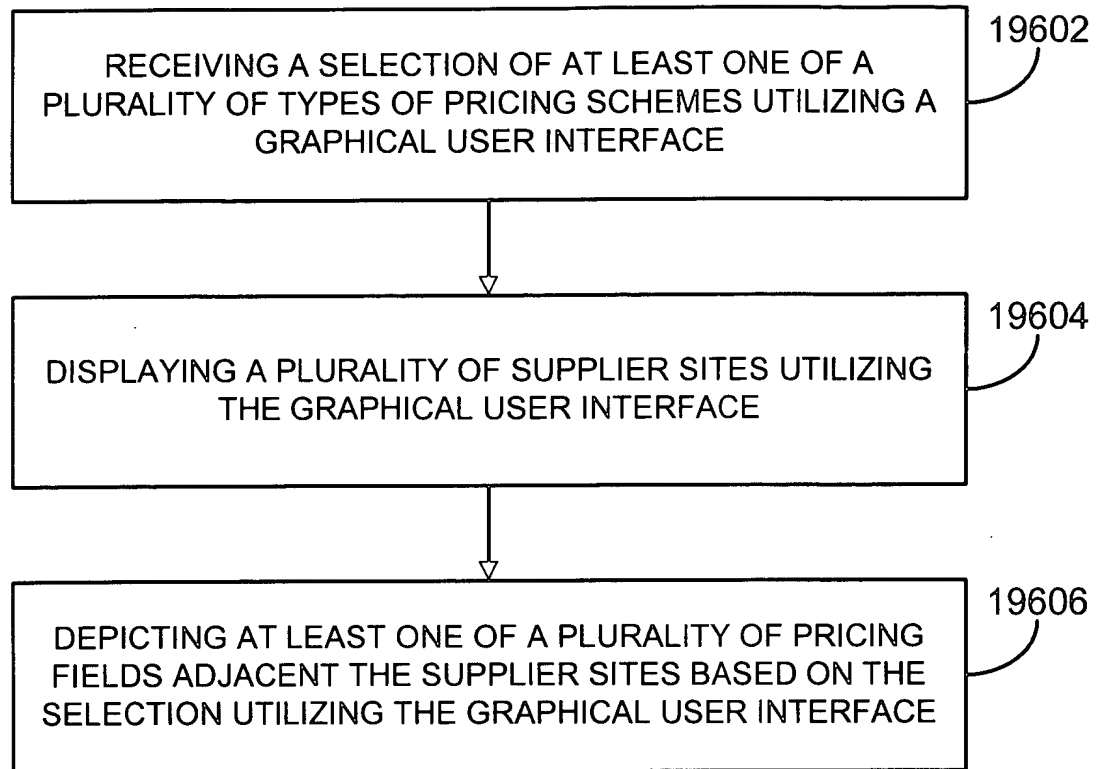 19602
RECEIVING A SELECTION OF AT LEAST ONE OF A
PLURALITY OF TYPES OF PRICING SCHEMES UTILIZING A
GRAPHICAL USER INTERFACE
19604
DISPLAYING A PLURALITY OF SUPPLIER SITES UTILIZING
THE GRAPHICAL USER INTERFACE
19606
DEPICTING AT LEAST ONE OF A PLURALITY OF PRICING
FIELDS ADJACENT THE SUPPLIER SITES BASED ON THE
SELECTION UTILIZING THE GRAPHICAL USER INTERFACE